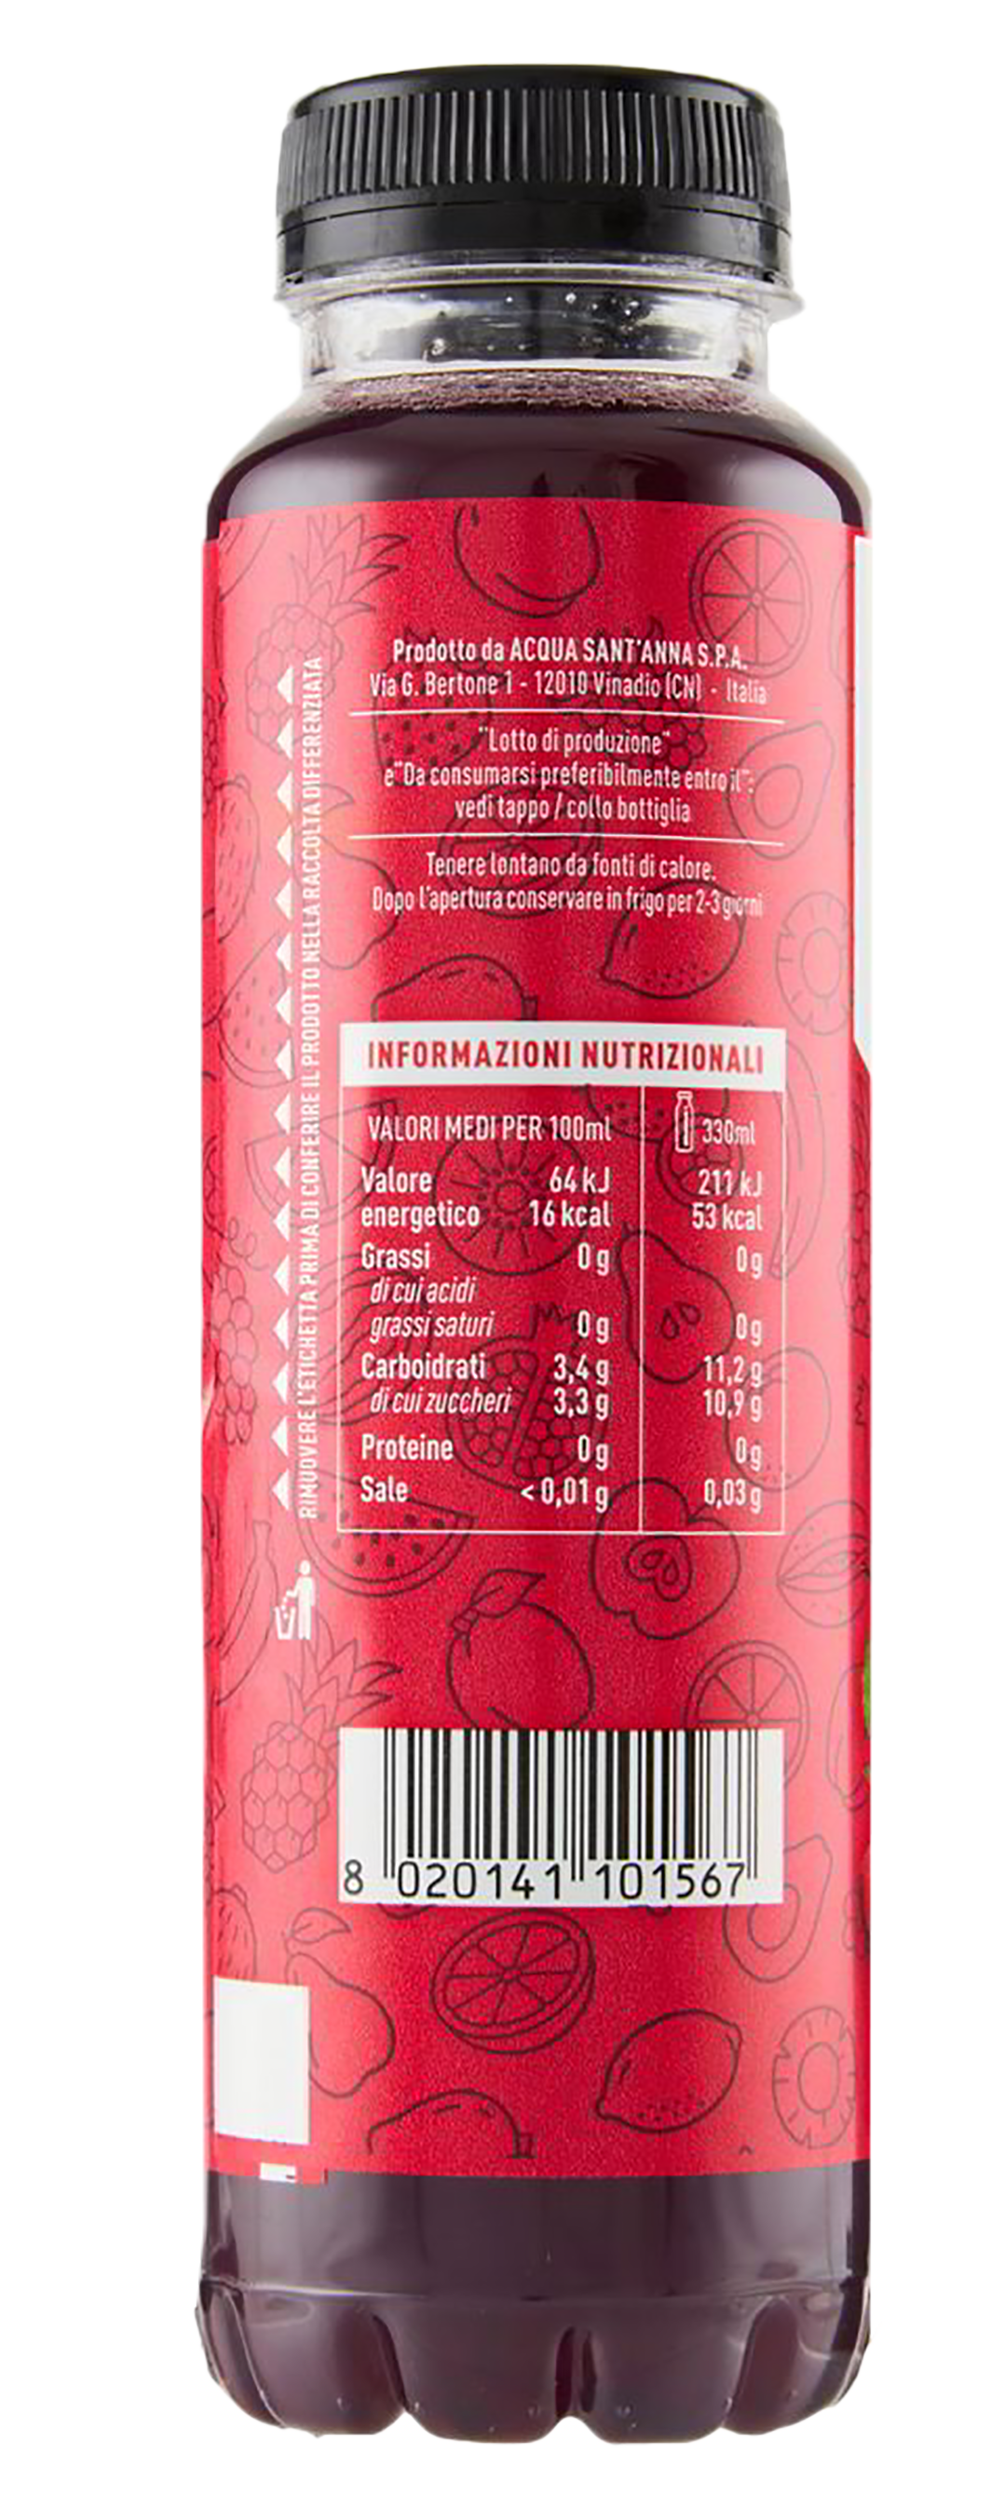 Prodotto da ACQUA SANT'ANNA S.P.A.
Via G. Bertone 1 - 12010 Vinadio (CN) - Italia
"Lotto di produzione"
e "Da consumarsi preferibilmente entro il":
vedi tappo / collo bottiglia
Tenere lontano da fonti di calore.
Dopo l'apertura conservare in frigo per 2-3 giorni
RIMUOVERE L'ETICHETTA PRIMA DI CONFERIRE IL PRODOTTO NELLA RACCOLTA DIFFERENZIATA
INFORMAZIONI NUTRIZIONALI
VALORI MEDI PER 100ml 330ml
Valore 64 kJ 211 kJ
energetico 16 kcal 53 kcal
Grassi 0 g 0 g
di cui acidi
grassi saturi 0 g 0 g
Carboidrati 3,4 g 11,2 g
di cui zuccheri 3,3 g 10,9 g
Proteine 0 g 0 g
Sale < 0,01 g 0,03 g
8 020141 101567